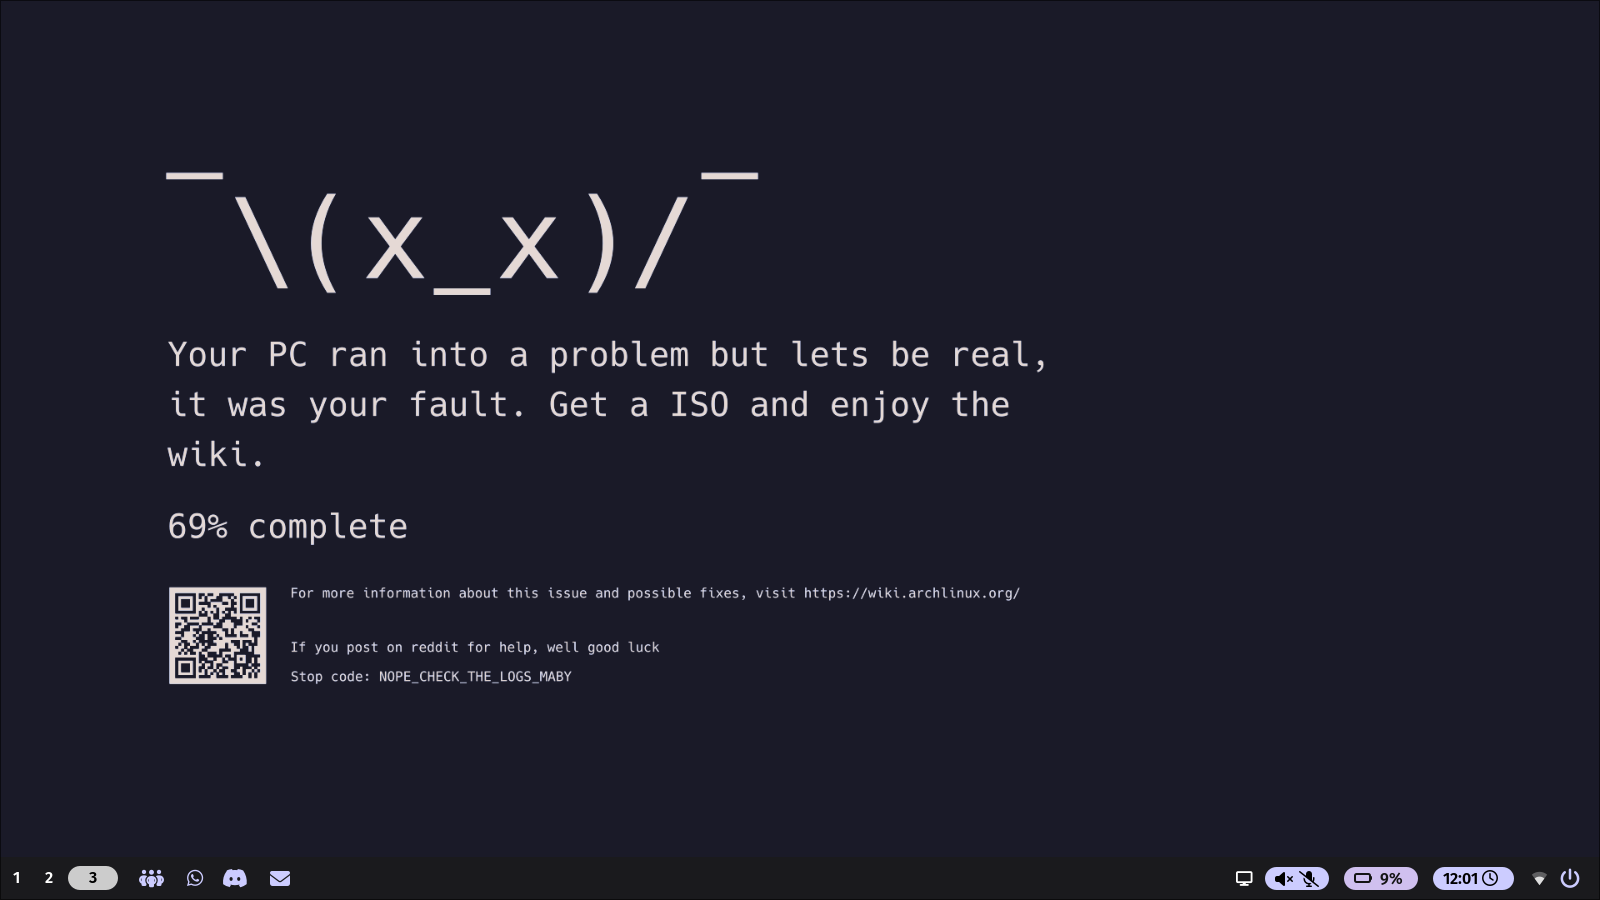 _         _
\(x_x)/
Your PC ran into a problem but lets be real,
it was your fault. Get a ISO and enjoy the
wiki.
69% complete
For more information about this issue and possible fixes, visit https://wiki.archlinux.org/
If you post on reddit for help, well good luck
Stop code: NOPE_CHECK_THE_LOGS_MABY
1 2 3 9% 12:01